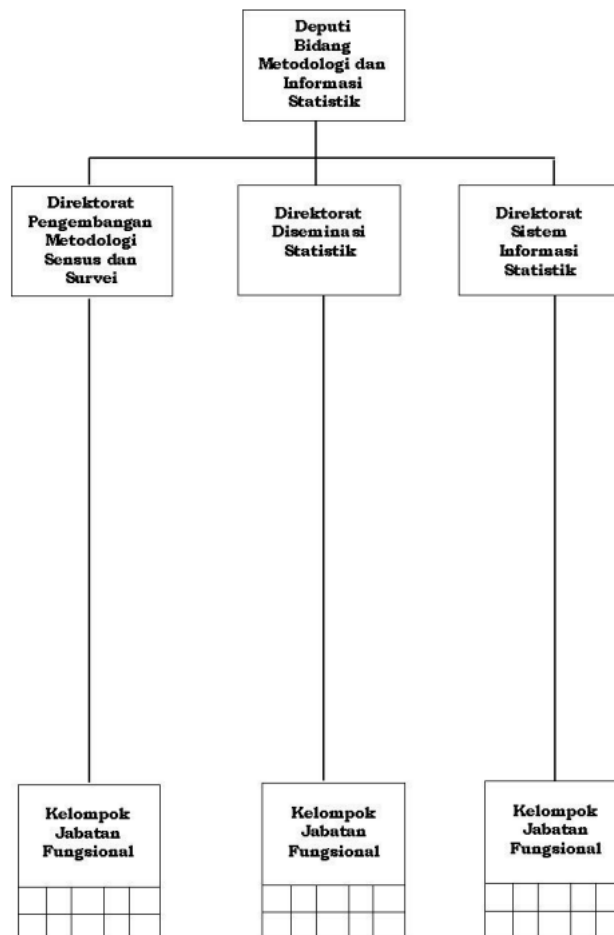 Deputi
Bidang
Metodologi dan
Informasi
Statistik
Direktorat
Pengembangan
Metodologi
Sensus dan
Survei
Direktorat
Diseminasi
Statistik
Direktorat
Sistem
Informasi
Statistik
Kelompok
Jabatan
Fungsional
Kelompok
Jabatan
Fungsional
Kelompok
Jabatan
Fungsional